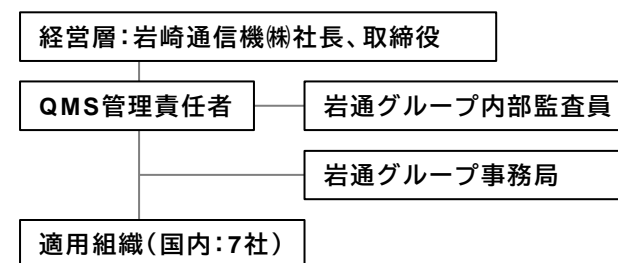 経営層：岩崎通信機㈱社長、取締役
QMS管理責任者
岩通グループ内部監査員
岩通グループ事務局
適用組織（国内：7社）